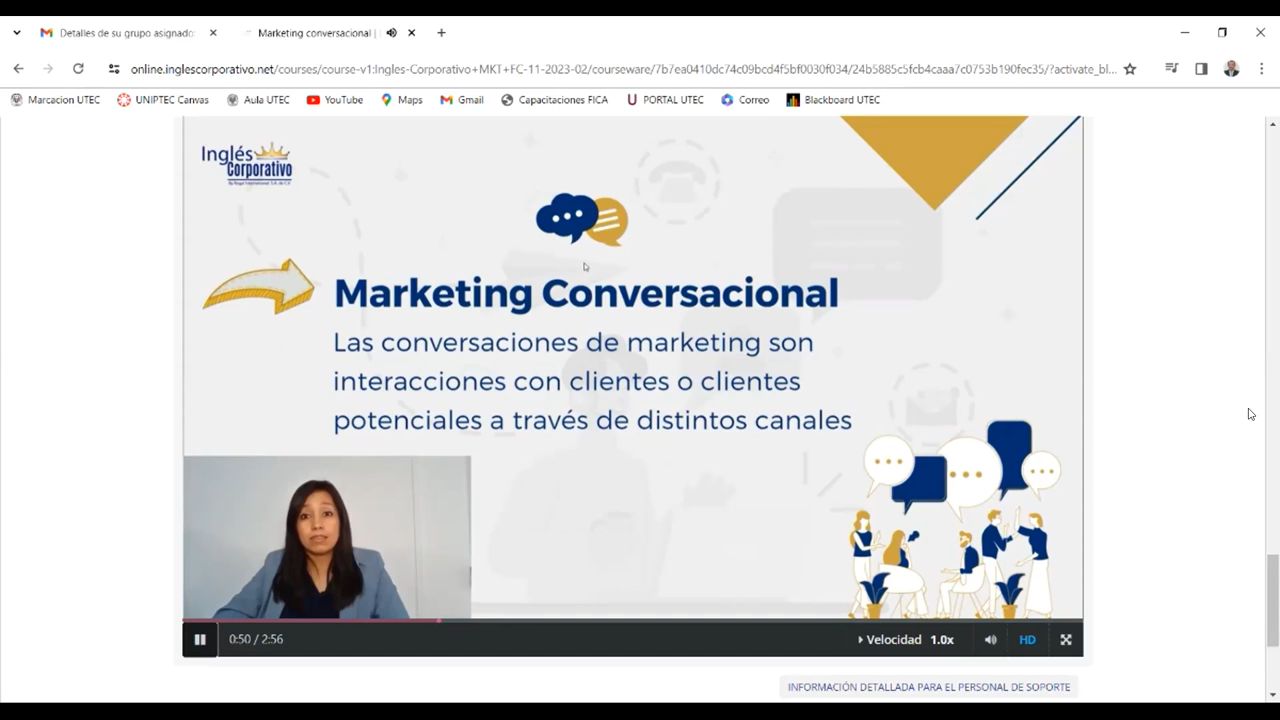 Detalles de su grupo asignado
Marketing conversacional |
online.inglescorporativo.net/courses/course-v1:Ingles-Corporativo+MKT+FC-11-2023-02/courseware/7b7ea0410dc74c09bcd4f5bf0030f034/24b5885c5fcb4caaa7c0753b190fec35/?activate_bl...
Marcacion UTEC
UNIPTEC Canvas
Aula UTEC
YouTube
Maps
Gmail
Capacitaciones FICA
PORTAL UTEC
Correo
Blackboard UTEC
Inglés
Corporativo
Marketing Conversacional
Las conversaciones de marketing son
interacciones con clientes o clientes
potenciales a través de distintos canales
0:50 / 2:56
Velocidad 1.0x
HD
INFORMACIÓN DETALLADA PARA EL PERSONAL DE SOPORTE